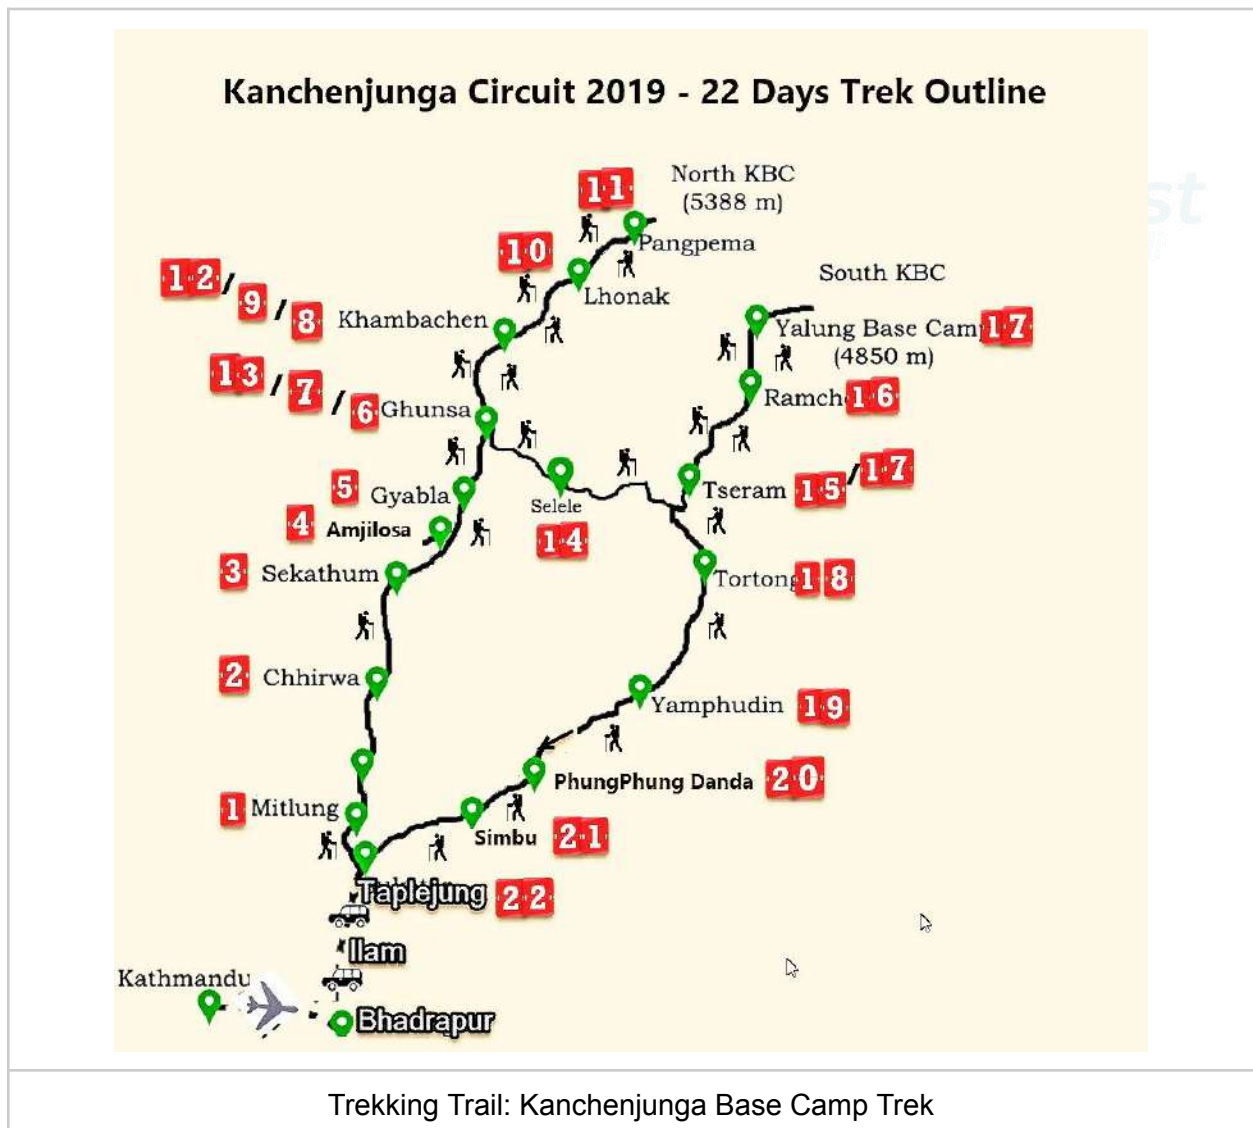 Kanchenjunga Circuit 2019 - 22 Days Trek Outline
11
North KBC
(5388 m)
Pangpema
10
Lhonak
South KBC
12 / 9 / 8
Khambachen
Yalung Base Cam 17
(4850 m)
13 / 7 / 6
Ghunsa
Ramch 16
5
Gyabla
Tseram 15 / 17
4
Amjilosa
Selele
14
3
Sekathum
Tortong 18
2
Chhirwa
Yamphudin 19
PhungPhung Danda 20
1
Mitlung
Simbu 21
Taplejung 22
Ilam
Kathmandu
Bhadrapur
st
Trekking Trail: Kanchenjunga Base Camp Trek